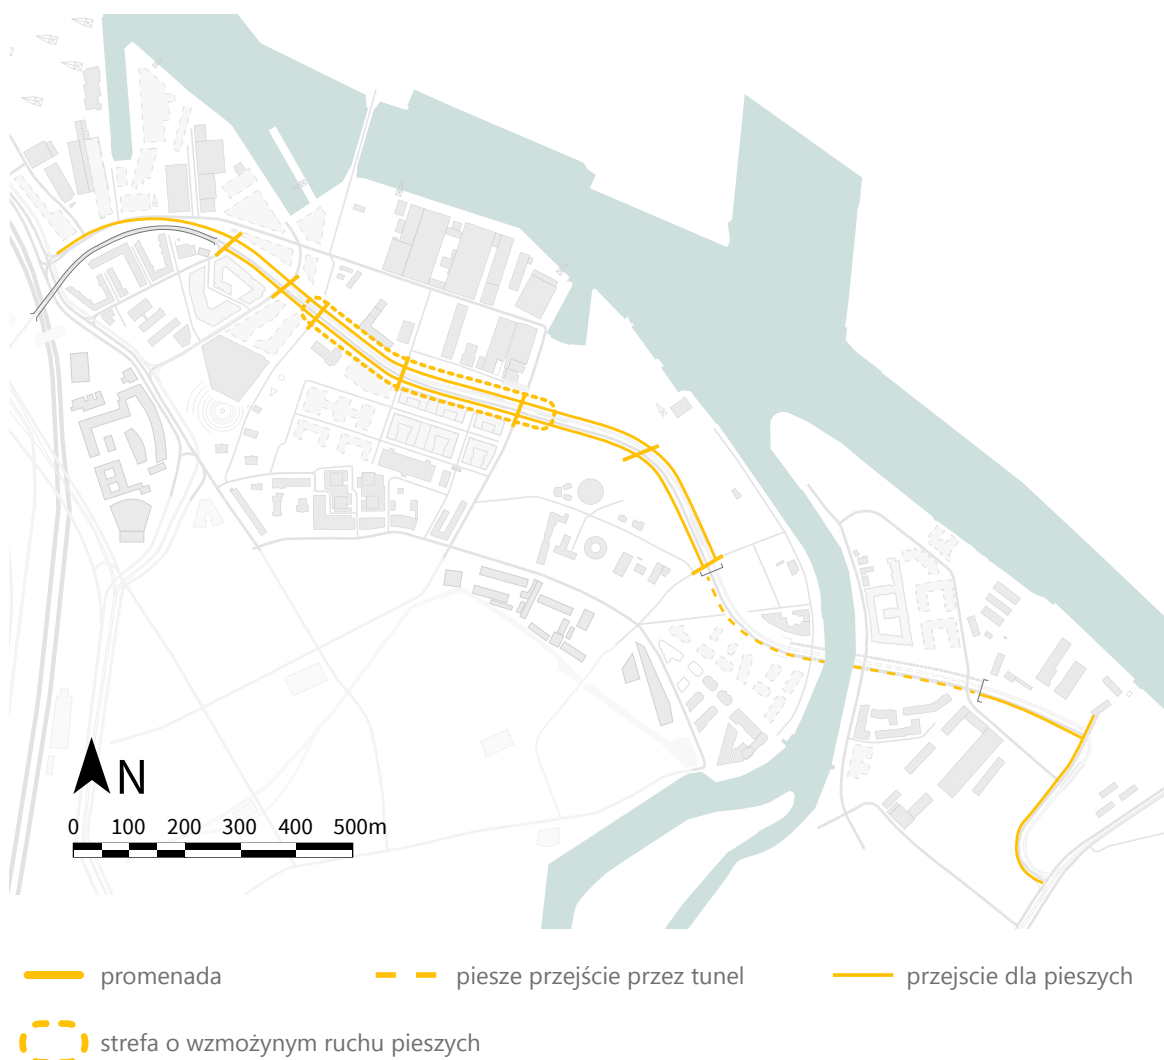 N
0 100 200 300 400 500m
promenada
piesze przejście przez tunel
przejscie dla pieszych
strefa o wzmożynym ruchu pieszych